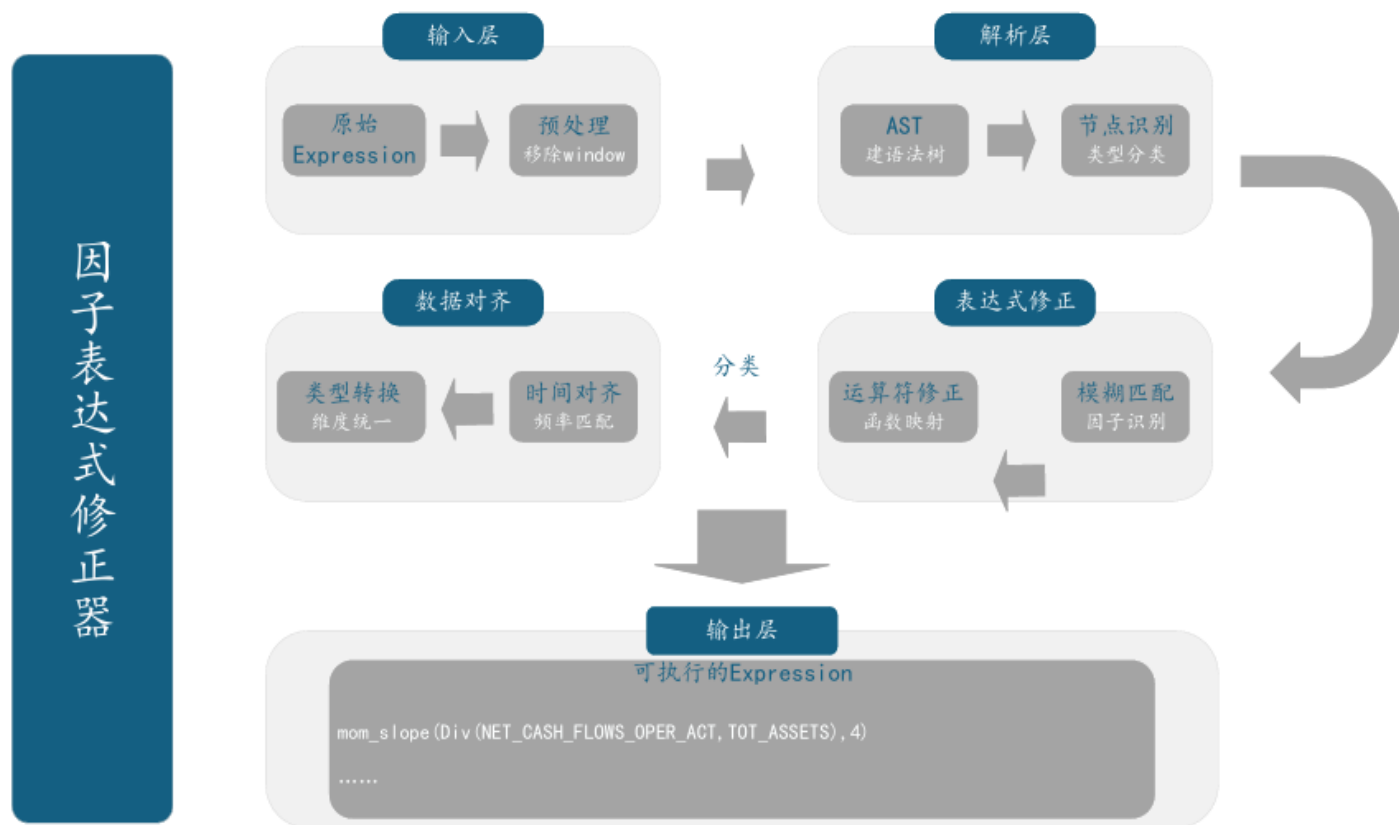 因子表达式修正器
输入层
原始
Expression
预处理
移除window
解析层
AST
建语法树
节点识别
类型分类
表达式修正
模糊匹配
因子识别
运算符修正
函数映射
分类
数据对齐
时间对齐
频率匹配
类型转换
维度统一
输出层
可执行的Expression
mom_slope(Div(NET_CASH_FLOWS_OPER_ACT,TOT_ASSETS),4)
......